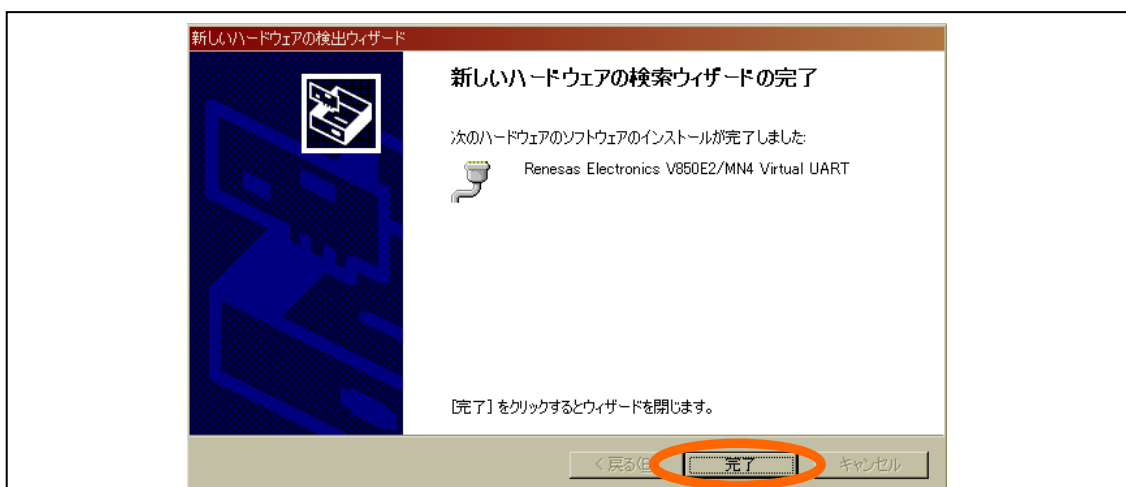 新しいハードウェアの検出ウィザード
新しいハードウェアの検索ウィザードの完了
次のハードウェアのソフトウェアのインストールが完了しました:
Renesas Electronics V850E2/MN4 Virtual UART
[完了] をクリックするとウィザードを閉じます。
< 戻る(B 完了 キャンセル